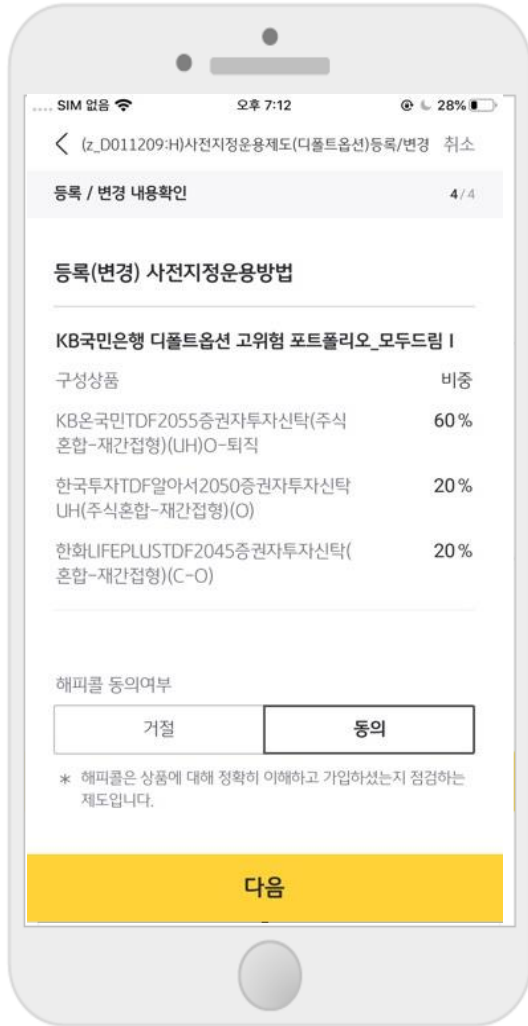 .... SIM 없음 오후 7:12 28%
(z_D011209:H)사전지정운용제도(디폴트옵션)등록/변경 취소
등록 / 변경 내용확인 4/4
등록(변경) 사전지정운용방법
KB국민은행 디폴트옵션 고위험 포트폴리오_모두드림 I
구성상품 비중
KB온국민TDF2055증권자투자신탁(주식 60%
혼합-재간접형)(UH)O-퇴직
한국투자TDF알아서2050증권자투자신탁 20%
UH(주식혼합-재간접형)(O)
한화LIFEPLUSTDF2045증권자투자신탁( 20%
혼합-재간접형)(C-O)
해피콜 동의여부
거절 동의
* 해피콜은 상품에 대해 정확히 이해하고 가입하셨는지 점검하는
제도입니다.
다음